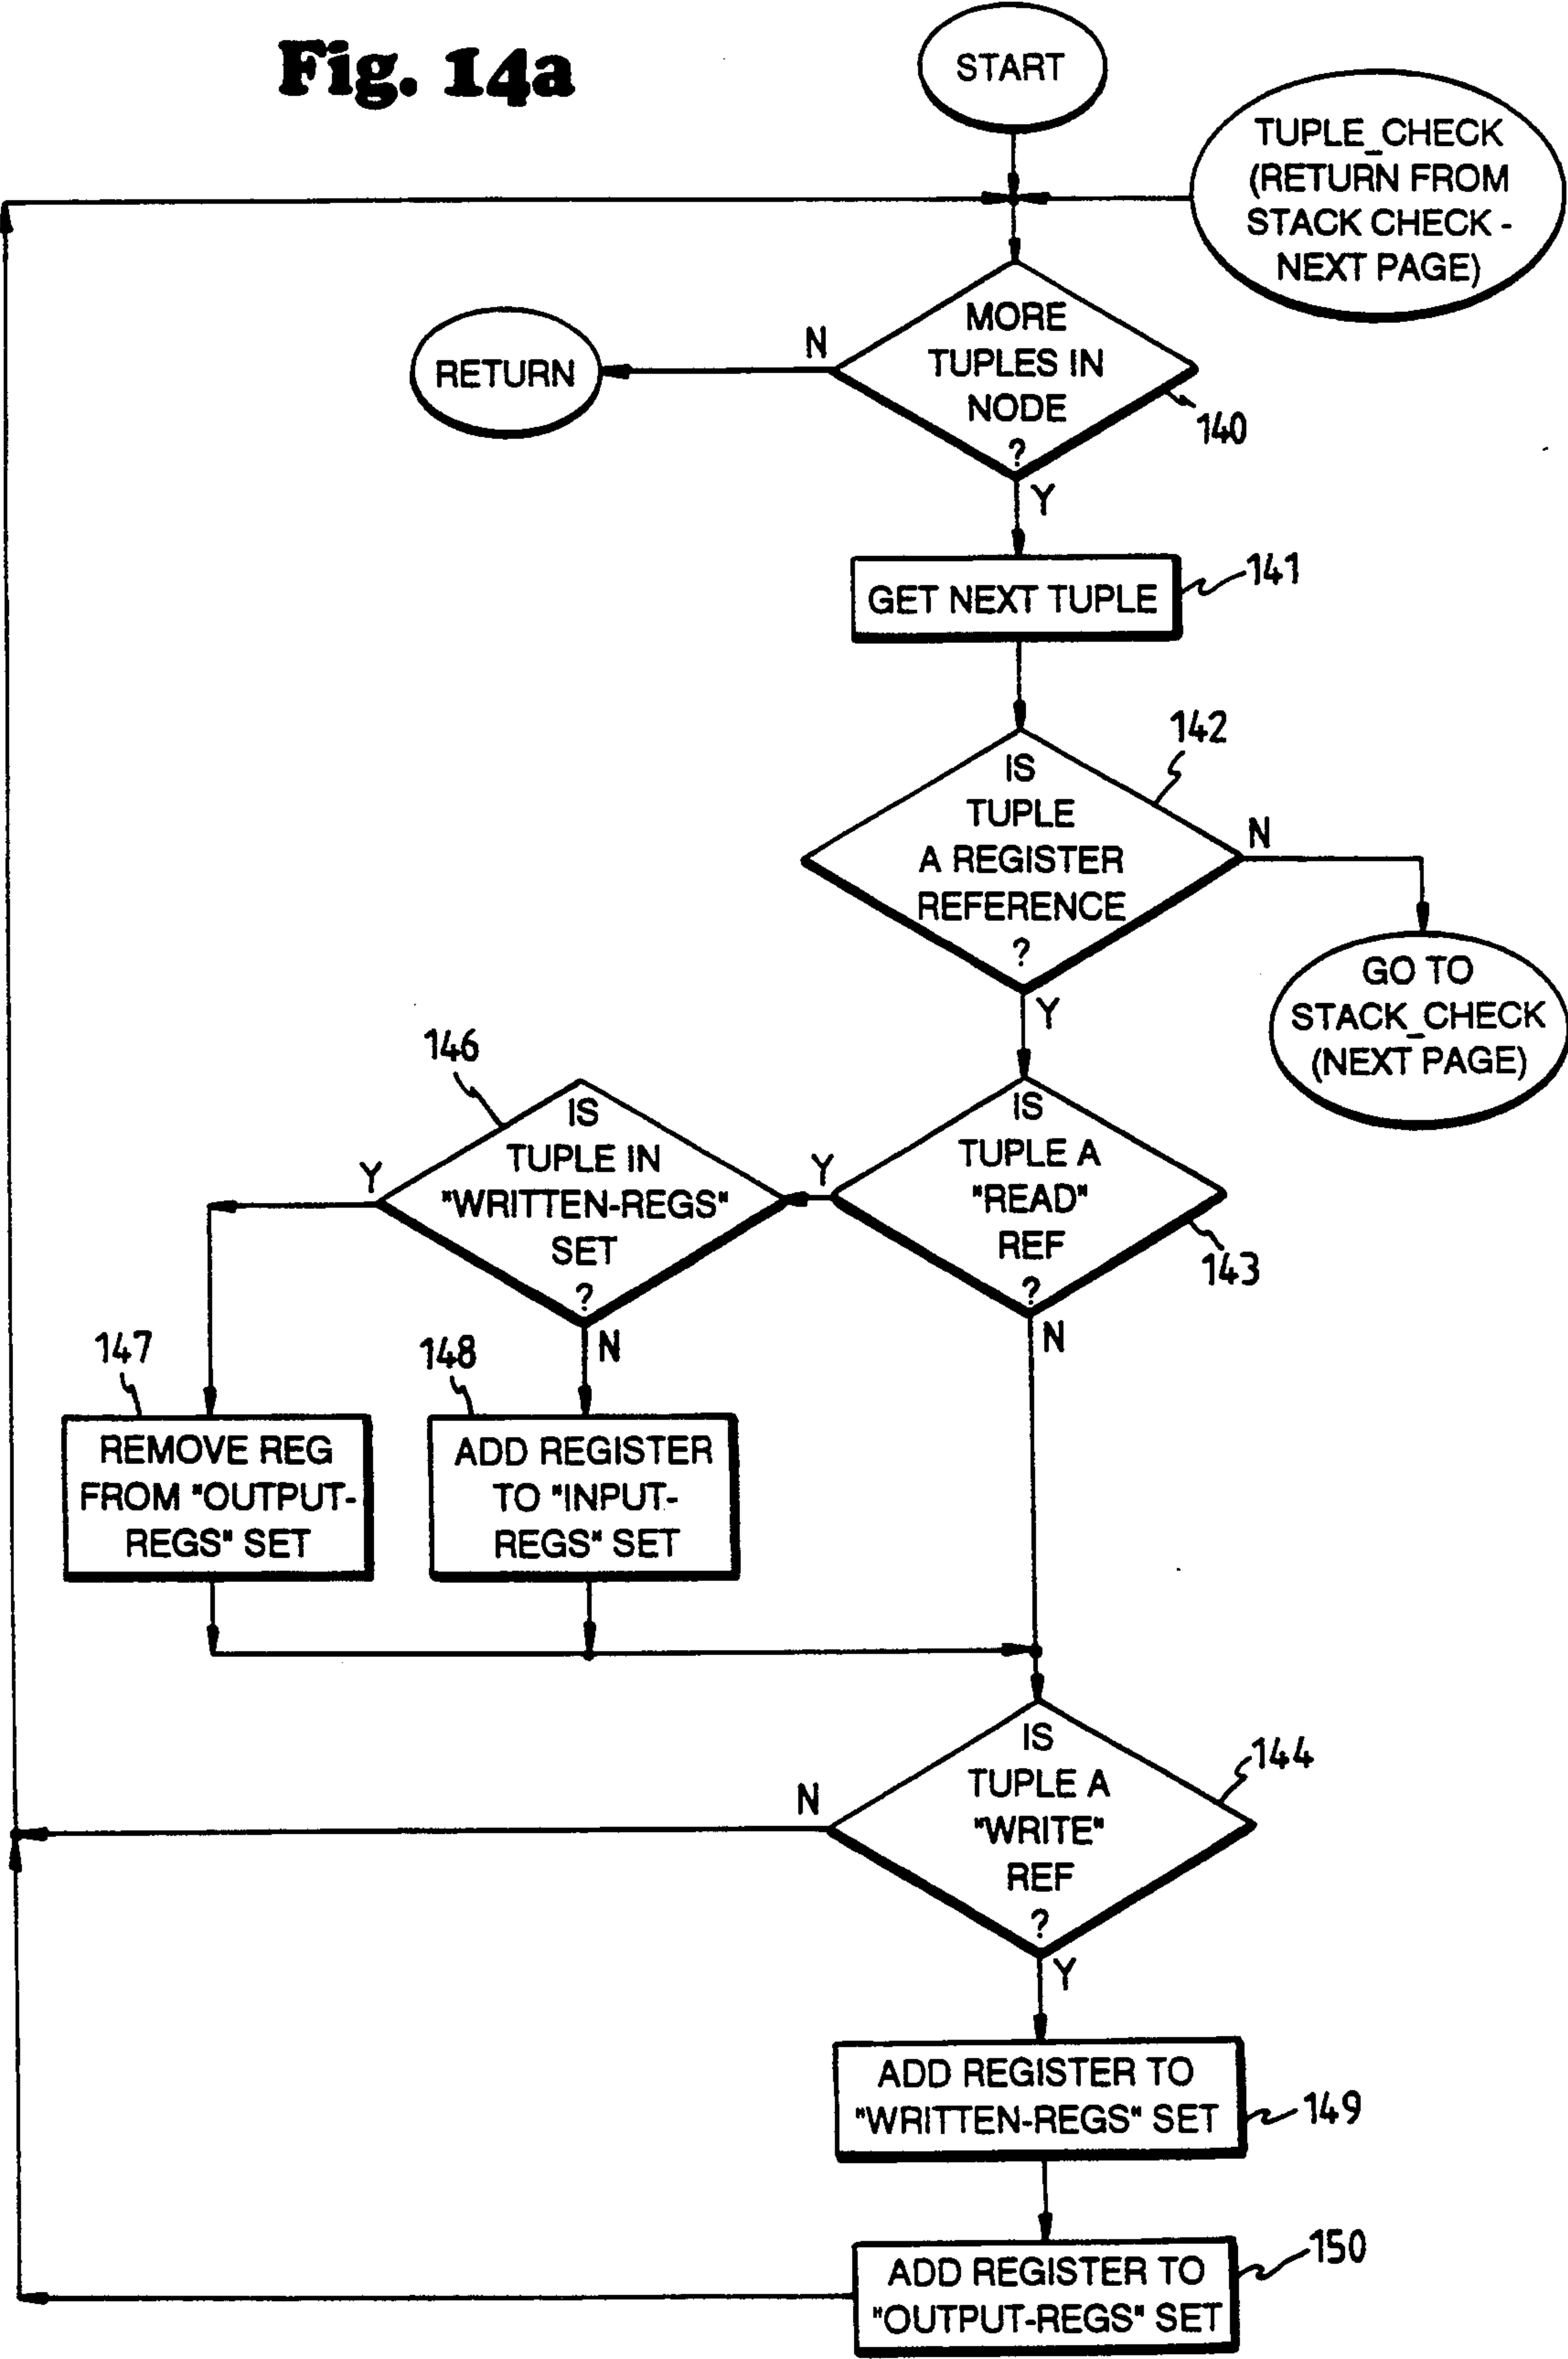 Fig. 14a
START
TUPLE_CHECK
(RETURN FROM
STACK CHECK -
NEXT PAGE)
MORE
TUPLES IN
NODE
?
N
RETURN
140
Y
GET NEXT TUPLE
141
142
IS
TUPLE
A REGISTER
REFERENCE
?
N
GO TO
STACK_CHECK
(NEXT PAGE)
Y
IS
TUPLE A
"READ"
REF
?
143
Y
N
146
IS
TUPLE IN
"WRITTEN-REGS"
SET
?
Y
N
147
REMOVE REG
FROM "OUTPUT-
REGS" SET
148
ADD REGISTER
TO "INPUT-
REGS" SET
144
IS
TUPLE A
"WRITE"
REF
?
N
Y
ADD REGISTER TO
"WRITTEN-REGS" SET
149
ADD REGISTER TO
"OUTPUT-REGS" SET
150